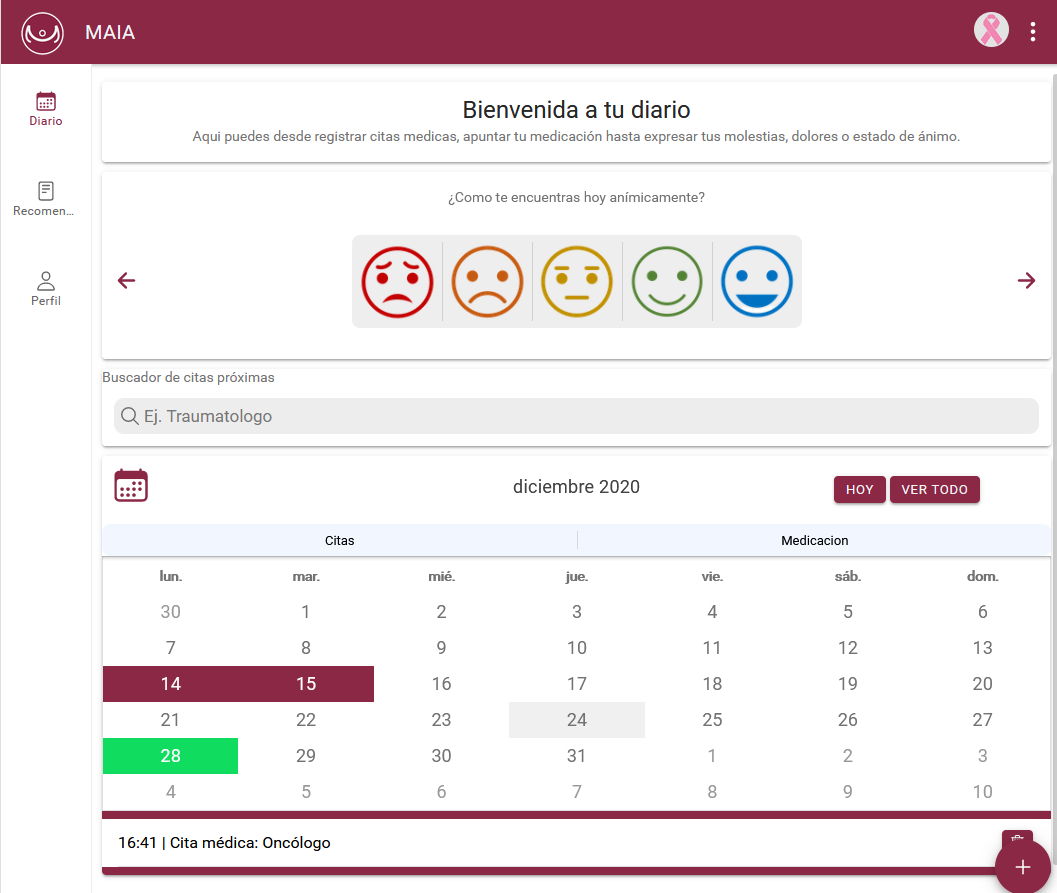 MAIA
Diario
Recomen...
Perfil
Bienvenida a tu diario
Aqui puedes desde registrar citas medicas, apuntar tu medicación hasta expresar tus molestias, dolores o estado de ánimo.
¿Como te encuentras hoy anímicamente?
Buscador de citas próximas
Ej. Traumatologo
diciembre 2020
HOY VER TODO
Citas Medicacion
lun. mar. mié. jue. vie. sáb. dom.
30 1 2 3 4 5 6
7 8 9 10 11 12 13
14 15 16 17 18 19 20
21 22 23 24 25 26 27
28 29 30 31 1 2 3
4 5 6 7 8 9 10
16:41 | Cita médica: Oncólogo
+